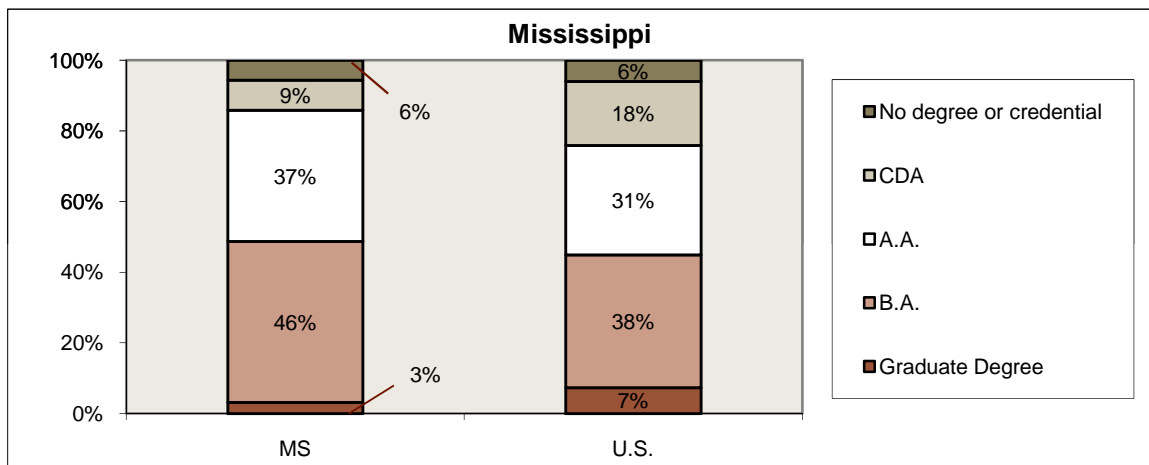 Mississippi
100%
80%
60%
40%
20%
0%
6%
9%
37%
46%
3%
6%
18%
31%
38%
7%
MS
U.S.
No degree or credential
CDA
A.A.
B.A.
Graduate Degree